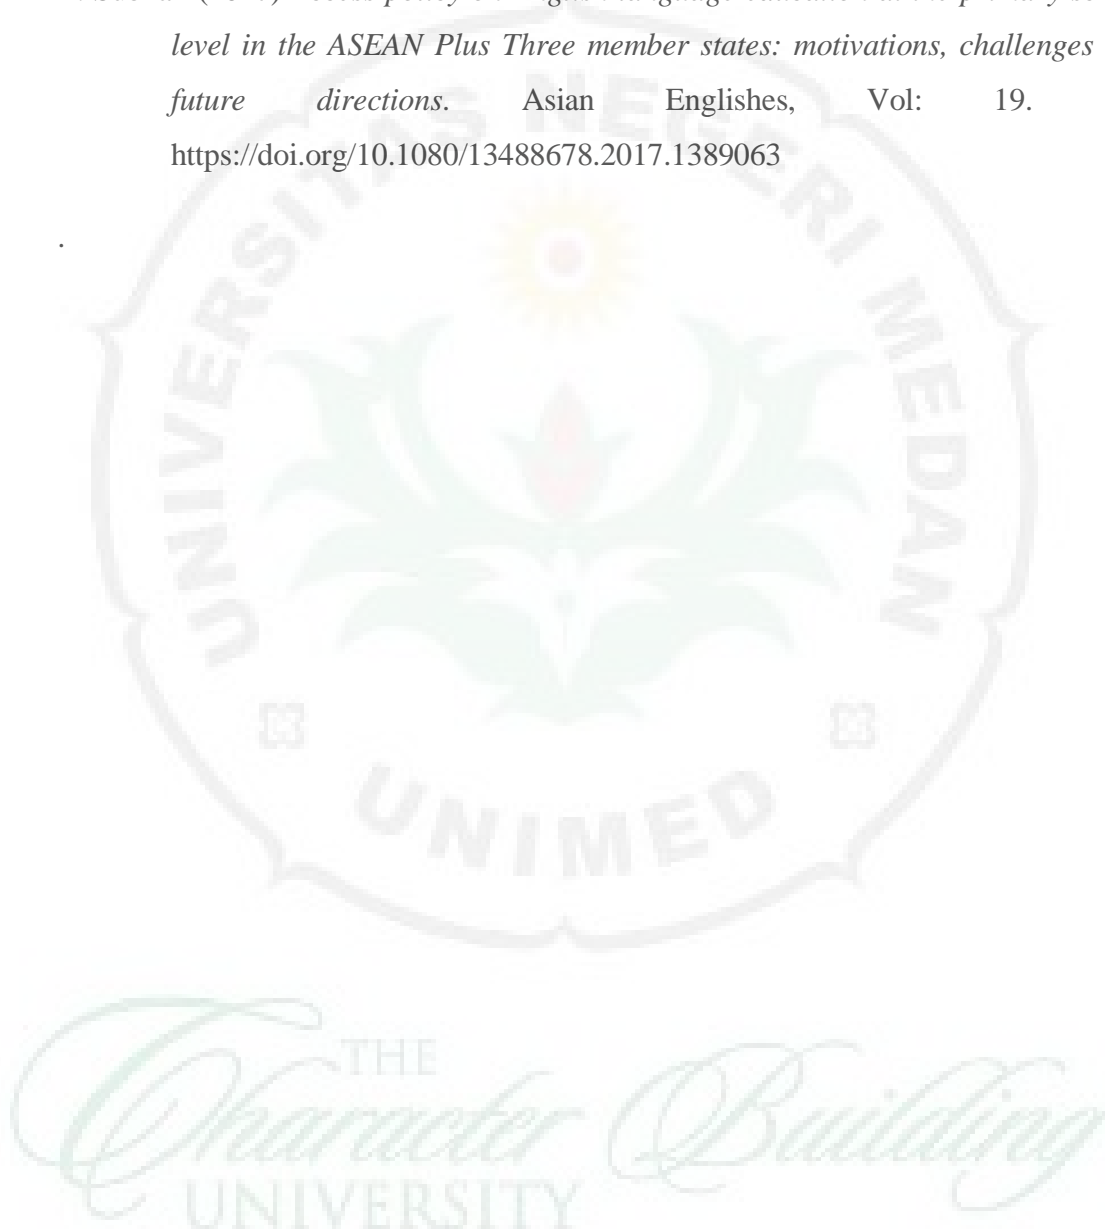 level in the ASEAN Plus Three member states: motivations, challenges
future directions. Asian Englishes, Vol: 19.
https://doi.org/10.1080/13488678.2017.1389063
.
UNIVERSITAS NEGERI MEDAN
UNIMED
THE
Character Building
UNIVERSITY